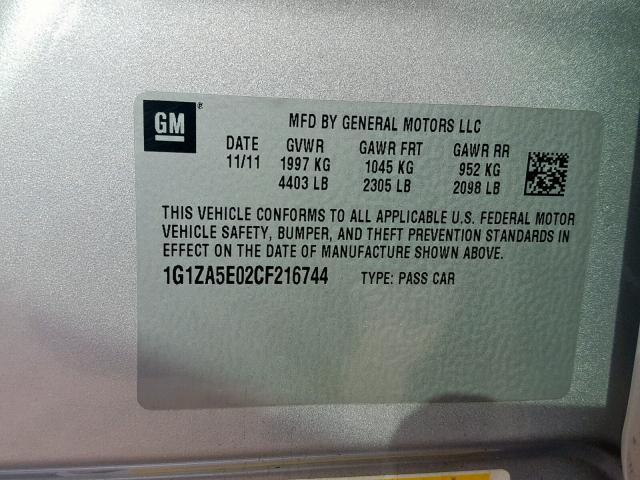 GM ®
MFD BY GENERAL MOTORS LLC
DATE GVWR GAWR FRT GAWR RR
11/11 1997 KG 1045 KG 952 KG
4403 LB 2305 LB 2098 LB
THIS VEHICLE CONFORMS TO ALL APPLICABLE U.S. FEDERAL MOTOR
VEHICLE SAFETY, BUMPER, AND THEFT PREVENTION STANDARDS IN
EFFECT ON THE DATE OF MANUFACTURE SHOWN ABOVE.
1G1ZA5E02CF216744 TYPE: PASS CAR